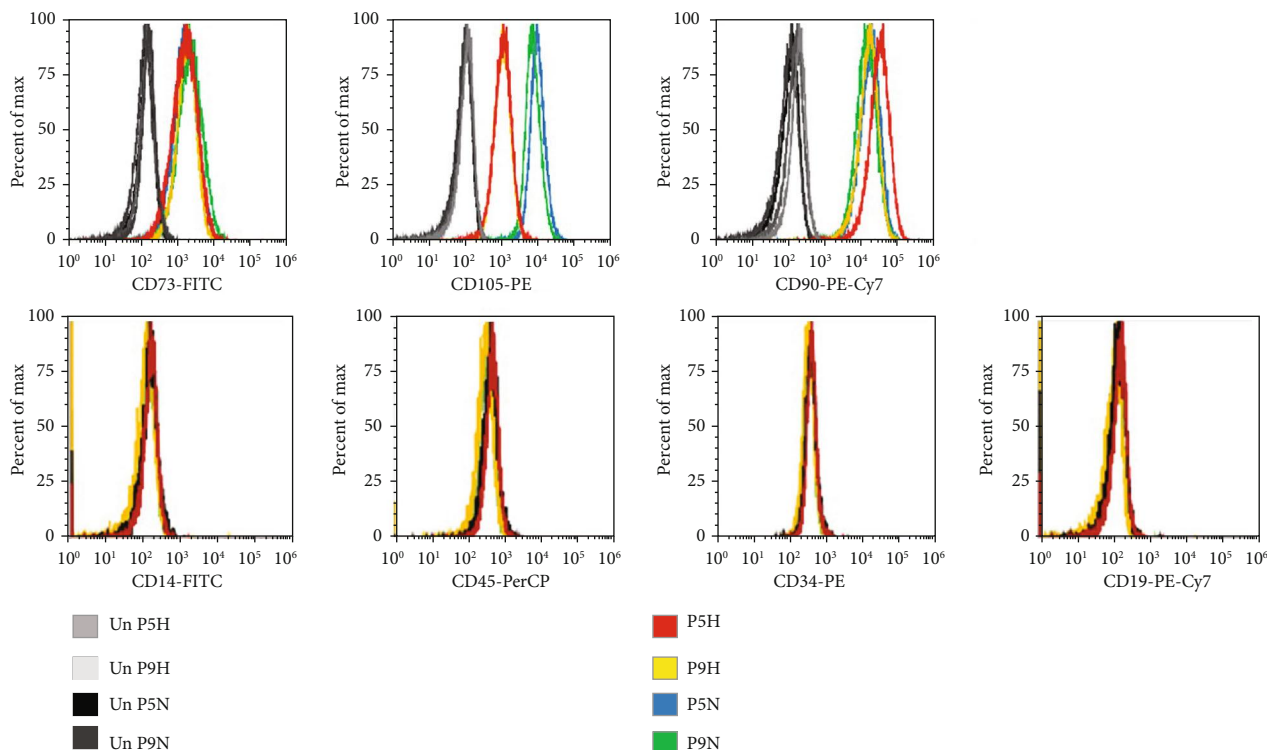 100 100 100
75 75 75
50 50 50
25 25 25
0 0 0
Percent of max Percent of max Percent of max
10⁰ 10¹ 10² 10³ 10⁴ 10⁵ 10⁶ 10⁰ 10¹ 10² 10³ 10⁴ 10⁵ 10⁶ 10⁰ 10¹ 10² 10³ 10⁴ 10⁵ 10⁶
CD73-FITC CD105-PE CD90-PE-Cy7
100 100 100 100
75 75 75 75
50 50 50 50
25 25 25 25
0 0 0 0
Percent of max Percent of max Percent of max Percent of max
10⁰ 10¹ 10² 10³ 10⁴ 10⁵ 10⁶ 10⁰ 10¹ 10² 10³ 10⁴ 10⁵ 10⁶ 10⁰ 10¹ 10² 10³ 10⁴ 10⁵ 10⁶ 10⁰ 10¹ 10² 10³ 10⁴ 10⁵ 10⁶
CD14-FITC CD45-PerCP CD34-PE CD19-PE-Cy7
Un P5H P5H
Un P9H P9H
Un P5N P5N
Un P9N P9N